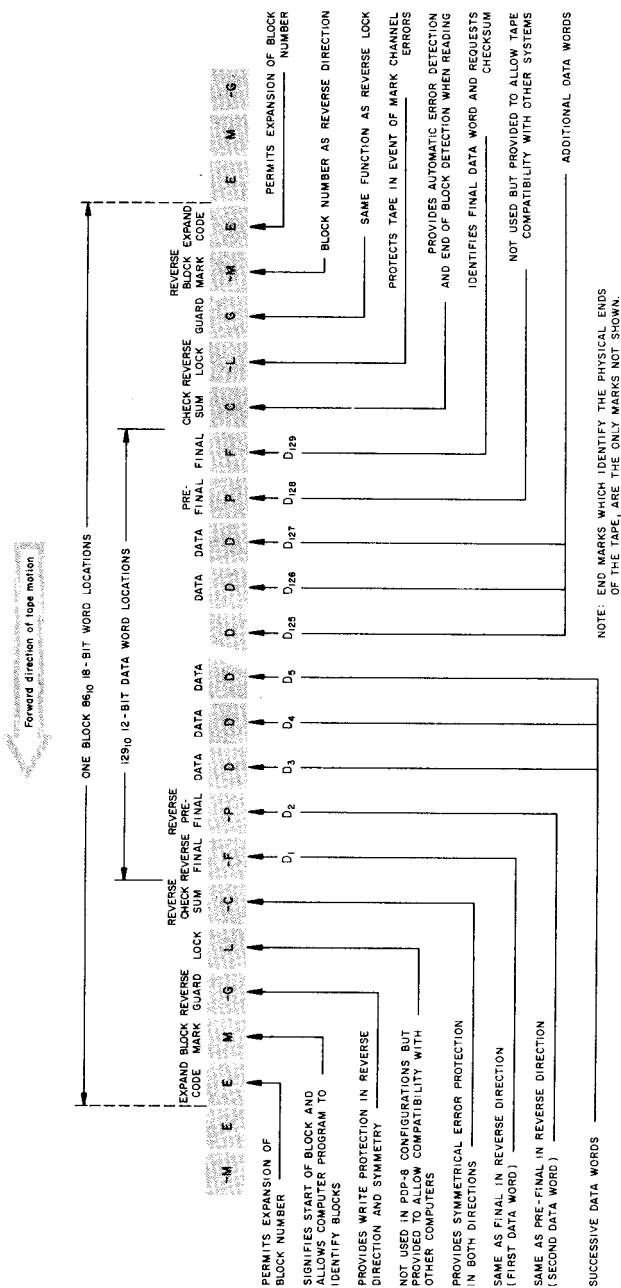 Forward direction of tape motion
ONE BLOCK 86₁₀ 18-BIT WORD LOCATIONS
129₁₀ 12-BIT DATA WORD LOCATIONS
EXPAND CODE
BLOCK MARK
REVERSE GUARD
LOCK
REVERSE CHECK SUM
REVERSE FINAL
REVERSE PRE-FINAL
DATA
DATA
DATA
DATA
DATA
PRE-FINAL
FINAL
CHECK SUM
REVERSE LOCK
GUARD
REVERSE BLOCK MARK
EXPAND CODE
~M E E M ~G L ~C ~F ~P D D D D D D P F C ~L G ~M E E M ~G
D₁ D₂ D₃ D₄ D₅ D₁₂₅ D₁₂₆ D₁₂₇ D₁₂₈ D₁₂₉
PERMITS EXPANSION OF
BLOCK NUMBER
SIGNIFIES START OF BLOCK AND
ALLOWS COMPUTER PROGRAM TO
IDENTIFY BLOCKS
PROVIDES WRITE PROTECTION IN REVERSE
DIRECTION AND SYMMETRY
NOT USED IN PDP-8 CONFIGURATIONS BUT
PROVIDED TO ALLOW COMPATIBILITY WITH
OTHER COMPUTERS
PROVIDES SYMMETRICAL ERROR PROTECTION
IN BOTH DIRECTIONS
SAME AS FINAL IN REVERSE DIRECTION
(FIRST DATA WORD)
SAME AS PRE-FINAL IN REVERSE DIRECTION
(SECOND DATA WORD)
SUCCESSIVE DATA WORDS
PERMITS EXPANSION OF BLOCK
NUMBER
BLOCK NUMBER AS REVERSE DIRECTION
SAME FUNCTION AS REVERSE LOCK
PROTECTS TAPE IN EVENT OF MARK CHANNEL
ERRORS
PROVIDES AUTOMATIC ERROR DETECTION
AND END OF BLOCK DETECTION WHEN READING
IDENTIFIES FINAL DATA WORD AND REQUESTS
CHECKSUM
NOT USED BUT PROVIDED TO ALLOW TAPE
COMPATIBILITY WITH OTHER SYSTEMS
ADDITIONAL DATA WORDS
NOTE: END MARKS WHICH IDENTIFY THE PHYSICAL ENDS
OF THE TAPE, ARE THE ONLY MARKS NOT SHOWN.